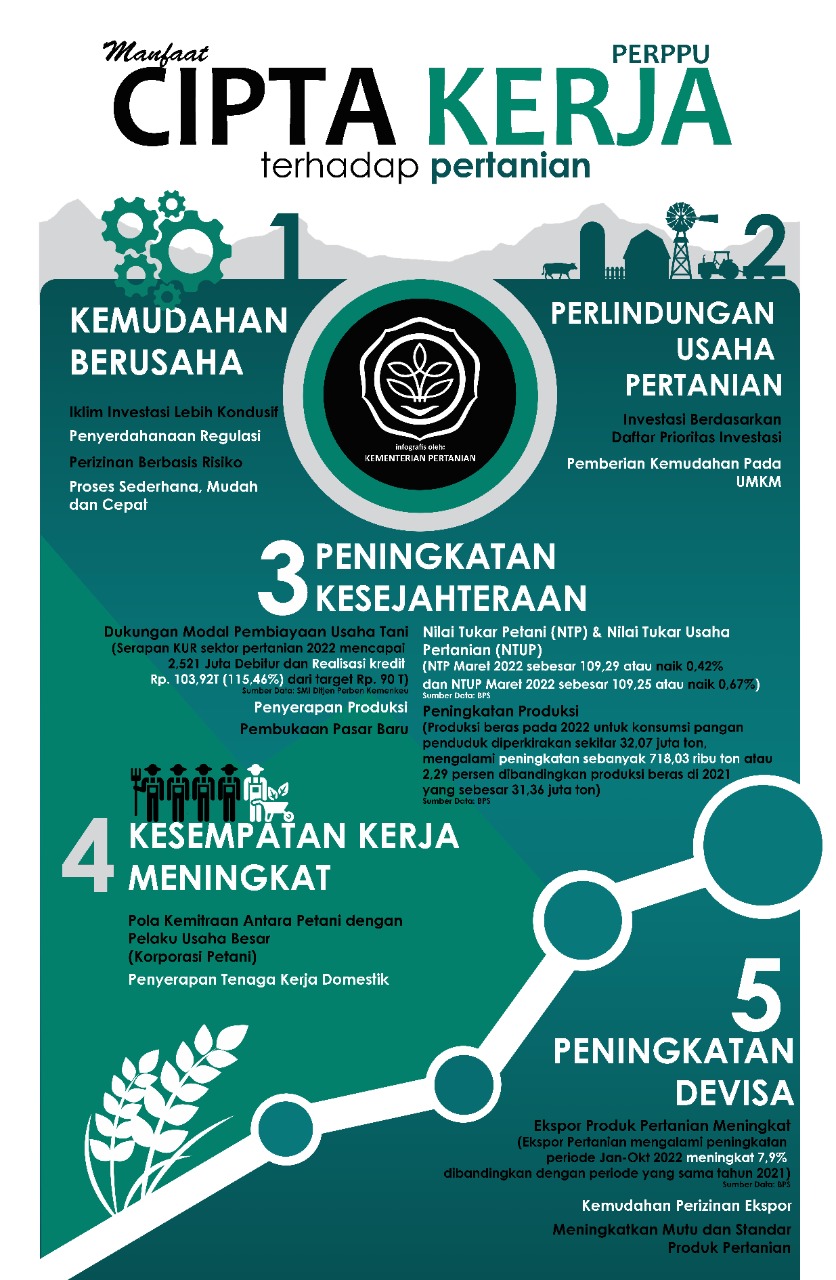 Manfaat
PERPPU
CIPTA KERJA
terhadap pertanian
1
KEMUDAHAN
BERUSAHA
Iklim Investasi Lebih Kondusif
Penyerdahanaan Regulasi
Perizinan Berbasis Risiko
Proses Sederhana, Mudah
dan Cepat
infografis oleh:
KEMENTERIAN PERTANIAN
2
PERLINDUNGAN
USAHA
PERTANIAN
Investasi Berdasarkan
Daftar Prioritas Investasi
Pemberian Kemudahan Pada
UMKM
3
PENINGKATAN
KESEJAHTERAAN
Dukungan Modal Pembiayaan Usaha Tani
(Serapan KUR sektor pertanian 2022 mencapai
2,521 Juta Debitur dan Realisasi kredit
Rp. 103,92T (115,46%) dari target Rp. 90 T)
Sumber Data: SMI Ditjen Perben Kemenkeu
Penyerapan Produksi
Pembukaan Pasar Baru
Nilai Tukar Petani (NTP) & Nilai Tukar Usaha
Pertanian (NTUP)
(NTP Maret 2022 sebesar 109,29 atau naik 0,42%
dan NTUP Maret 2022 sebesar 109,25 atau naik 0,67%)
Sumber Data: BPS
Peningkatan Produksi
(Produksi beras pada 2022 untuk konsumsi pangan
penduduk diperkirakan sekitar 32,07 juta ton,
mengalami peningkatan sebanyak 718,03 ribu ton atau
2,29 persen dibandingkan produksi beras di 2021
yang sebesar 31,36 juta ton)
Sumber Data: BPS
4
KESEMPATAN KERJA
MENINGKAT
Pola Kemitraan Antara Petani dengan
Pelaku Usaha Besar
(Korporasi Petani)
Penyerapan Tenaga Kerja Domestik
5
PENINGKATAN
DEVISA
Ekspor Produk Pertanian Meningkat
(Ekspor Pertanian mengalami peningkatan
periode Jan-Okt 2022 meningkat 7,9%
dibandingkan dengan periode yang sama tahun 2021)
Sumber Data: BPS
Kemudahan Perizinan Ekspor
Meningkatkan Mutu dan Standar
Produk Pertanian